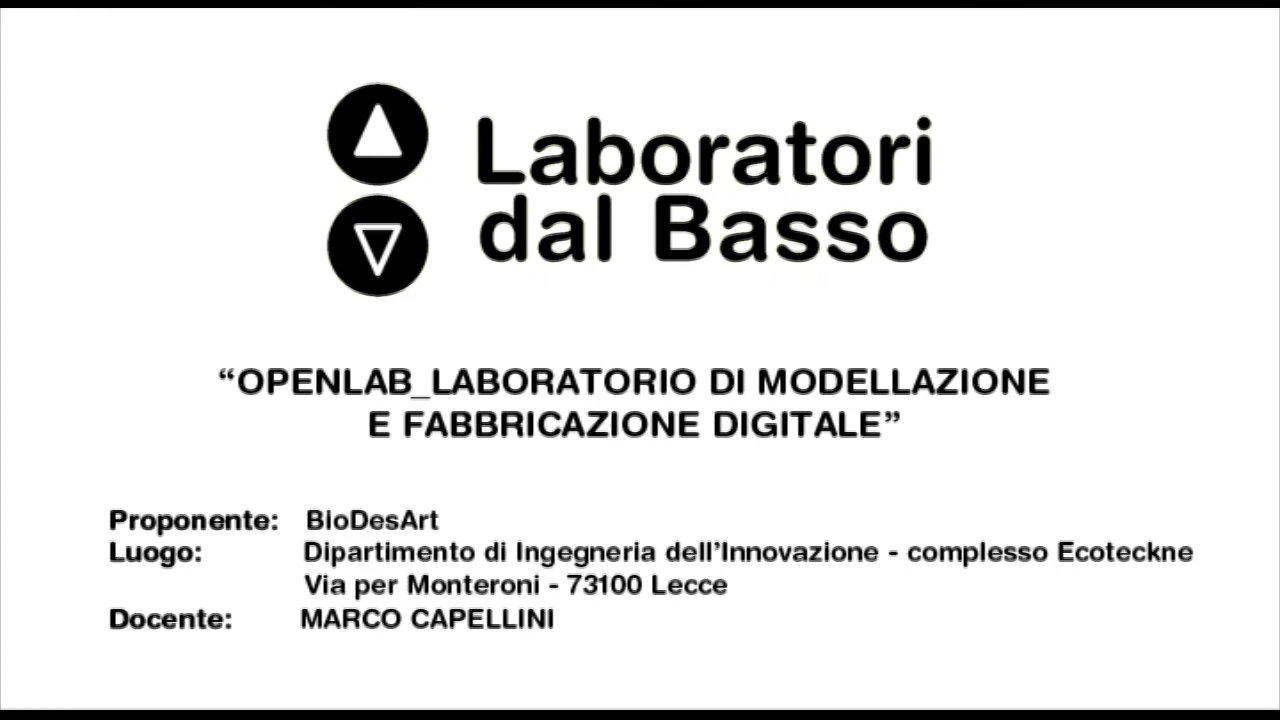 Laboratori
dal Basso
“OPENLAB_LABORATORIO DI MODELLAZIONE
E FABBRICAZIONE DIGITALE”
Proponente: BioDesArt
Luogo: Dipartimento di Ingegneria dell’Innovazione - complesso Ecoteckne
Via per Monteroni - 73100 Lecce
Docente: MARCO CAPELLINI